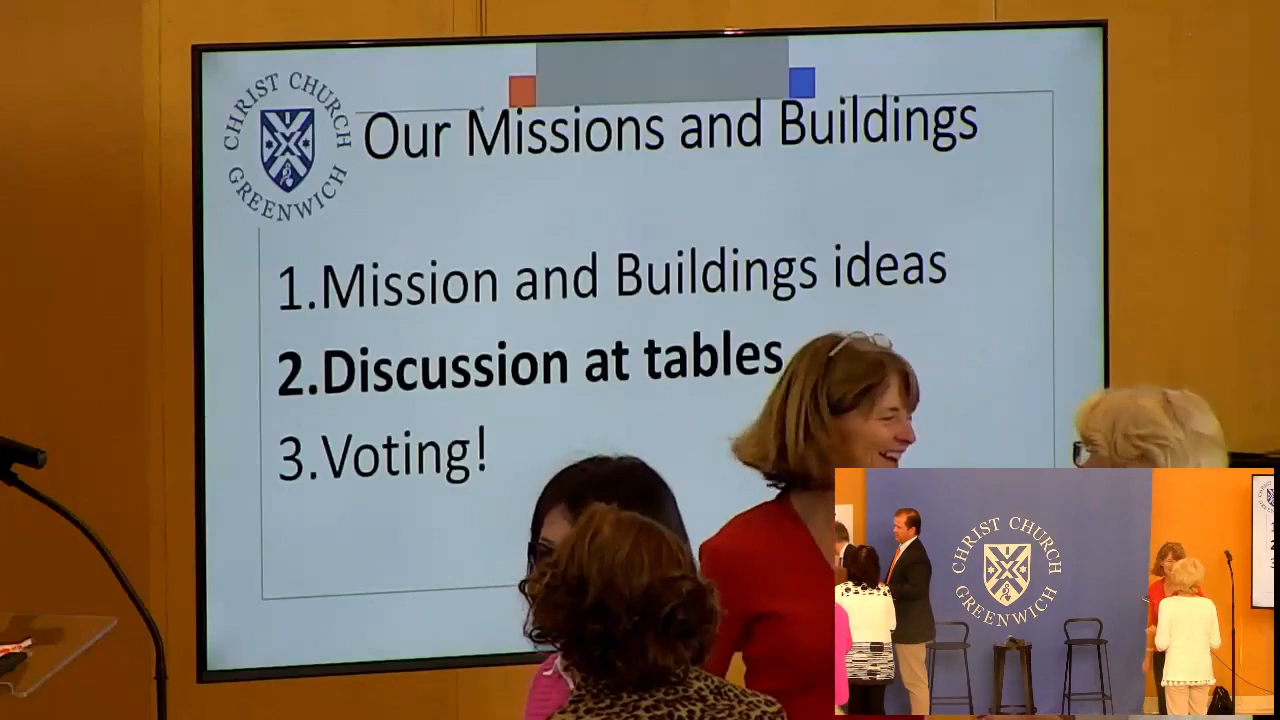 CHRIST CHURCH
GREENWICH
Our Missions and Buildings
1.Mission and Buildings ideas
2.Discussion at tables
3.Voting!
CHRIST CHURCH
GREENWICH